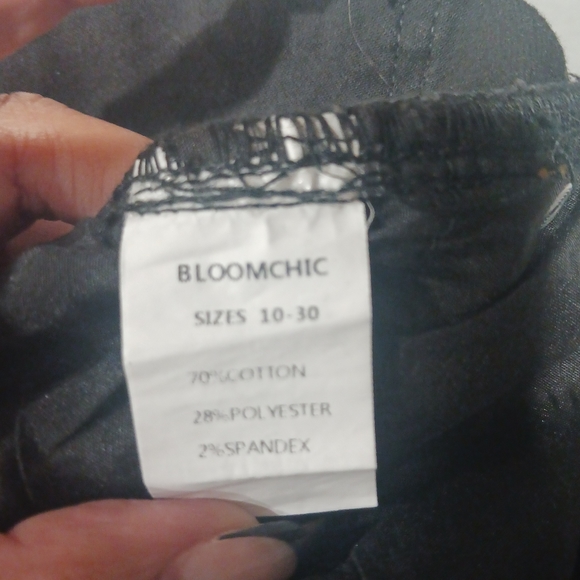 BLOOMCHIC
SIZES 10-30
70%COTTON
28%POLYESTER
2%SPANDEX